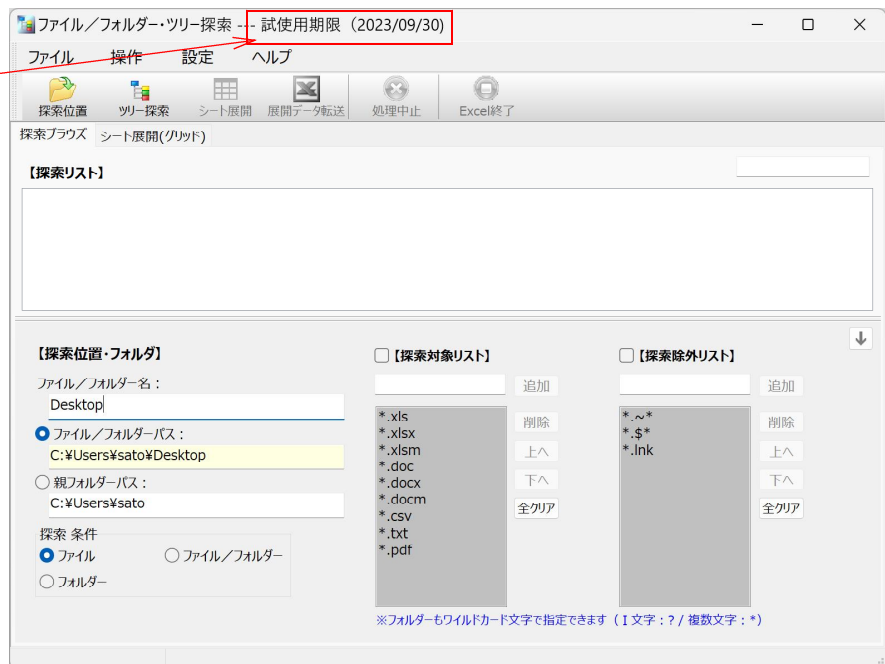 ファイル／フォルダー・ツリー探索 --- 試使用期限（2023/09/30)
ファイル 操作 設定 ヘルプ
探索位置 ツリー探索 シート展開 展開データ転送 処理中止 Excel終了
探索ブラウズ シート展開(グリッド)
【探索リスト】
【探索位置・フォルダ】 【探索対象リスト】 【探索除外リスト】
ファイル／フォルダー名： 追加 追加
Desktop
*.xls 削除 *.~* 削除
ファイル／フォルダーパス：
*.xlsx *.$*
C:¥Users¥sato¥Desktop *.xlsm 上へ *.lnk 上へ
*.doc
親フォルダーパス： *.docx 下へ 下へ
C:¥Users¥sato *.docm 全クリア 全クリア
*.csv
探索 条件 *.txt
ファイル ファイル／フォルダー *.pdf
フォルダー
※フォルダーもワイルドカード文字で指定できます（I文字：? / 複数文字：*）